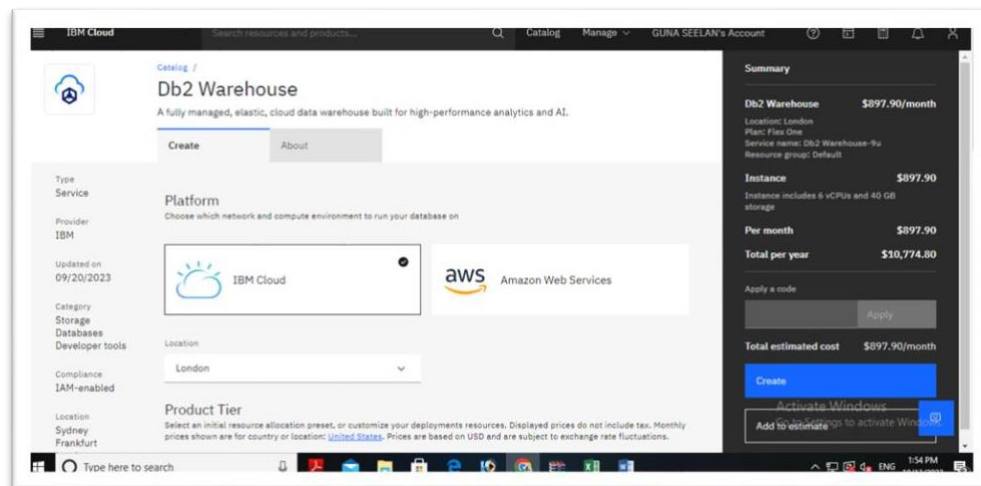 IBM Cloud
Search resources and products...
Catalog
Manage
GUNA SEELAN's Account
Catalog /
Db2 Warehouse
A fully managed, elastic, cloud data warehouse built for high-performance analytics and AI.
Create
About
Type
Service
Provider
IBM
Updated on
09/20/2023
Category
Storage
Databases
Developer tools
Compliance
IAM-enabled
Location
Sydney
Frankfurt
Platform
Choose which network and compute environment to run your database on
IBM Cloud
aws
Amazon Web Services
Location
London
Product Tier
Select an initial resource allocation preset, or customize your deployments resources. Displayed prices do not include tax. Monthly
prices shown are for country or location: United States. Prices are based on USD and are subject to exchange rate fluctuations.
Summary
Db2 Warehouse $897.90/month
Location: London
Plan: Flex One
Service name: Db2 Warehouse-9u
Resource group: Default
Instance $897.90
Instance includes 6 vCPUs and 40 GB
storage
Per month $897.90
Total per year $10,774.80
Apply a code
Apply
Total estimated cost $897.90/month
Create
Activate Windows
Go to Settings to activate Windows.
Add to estimate
Type here to search
ENG
1:54 PM